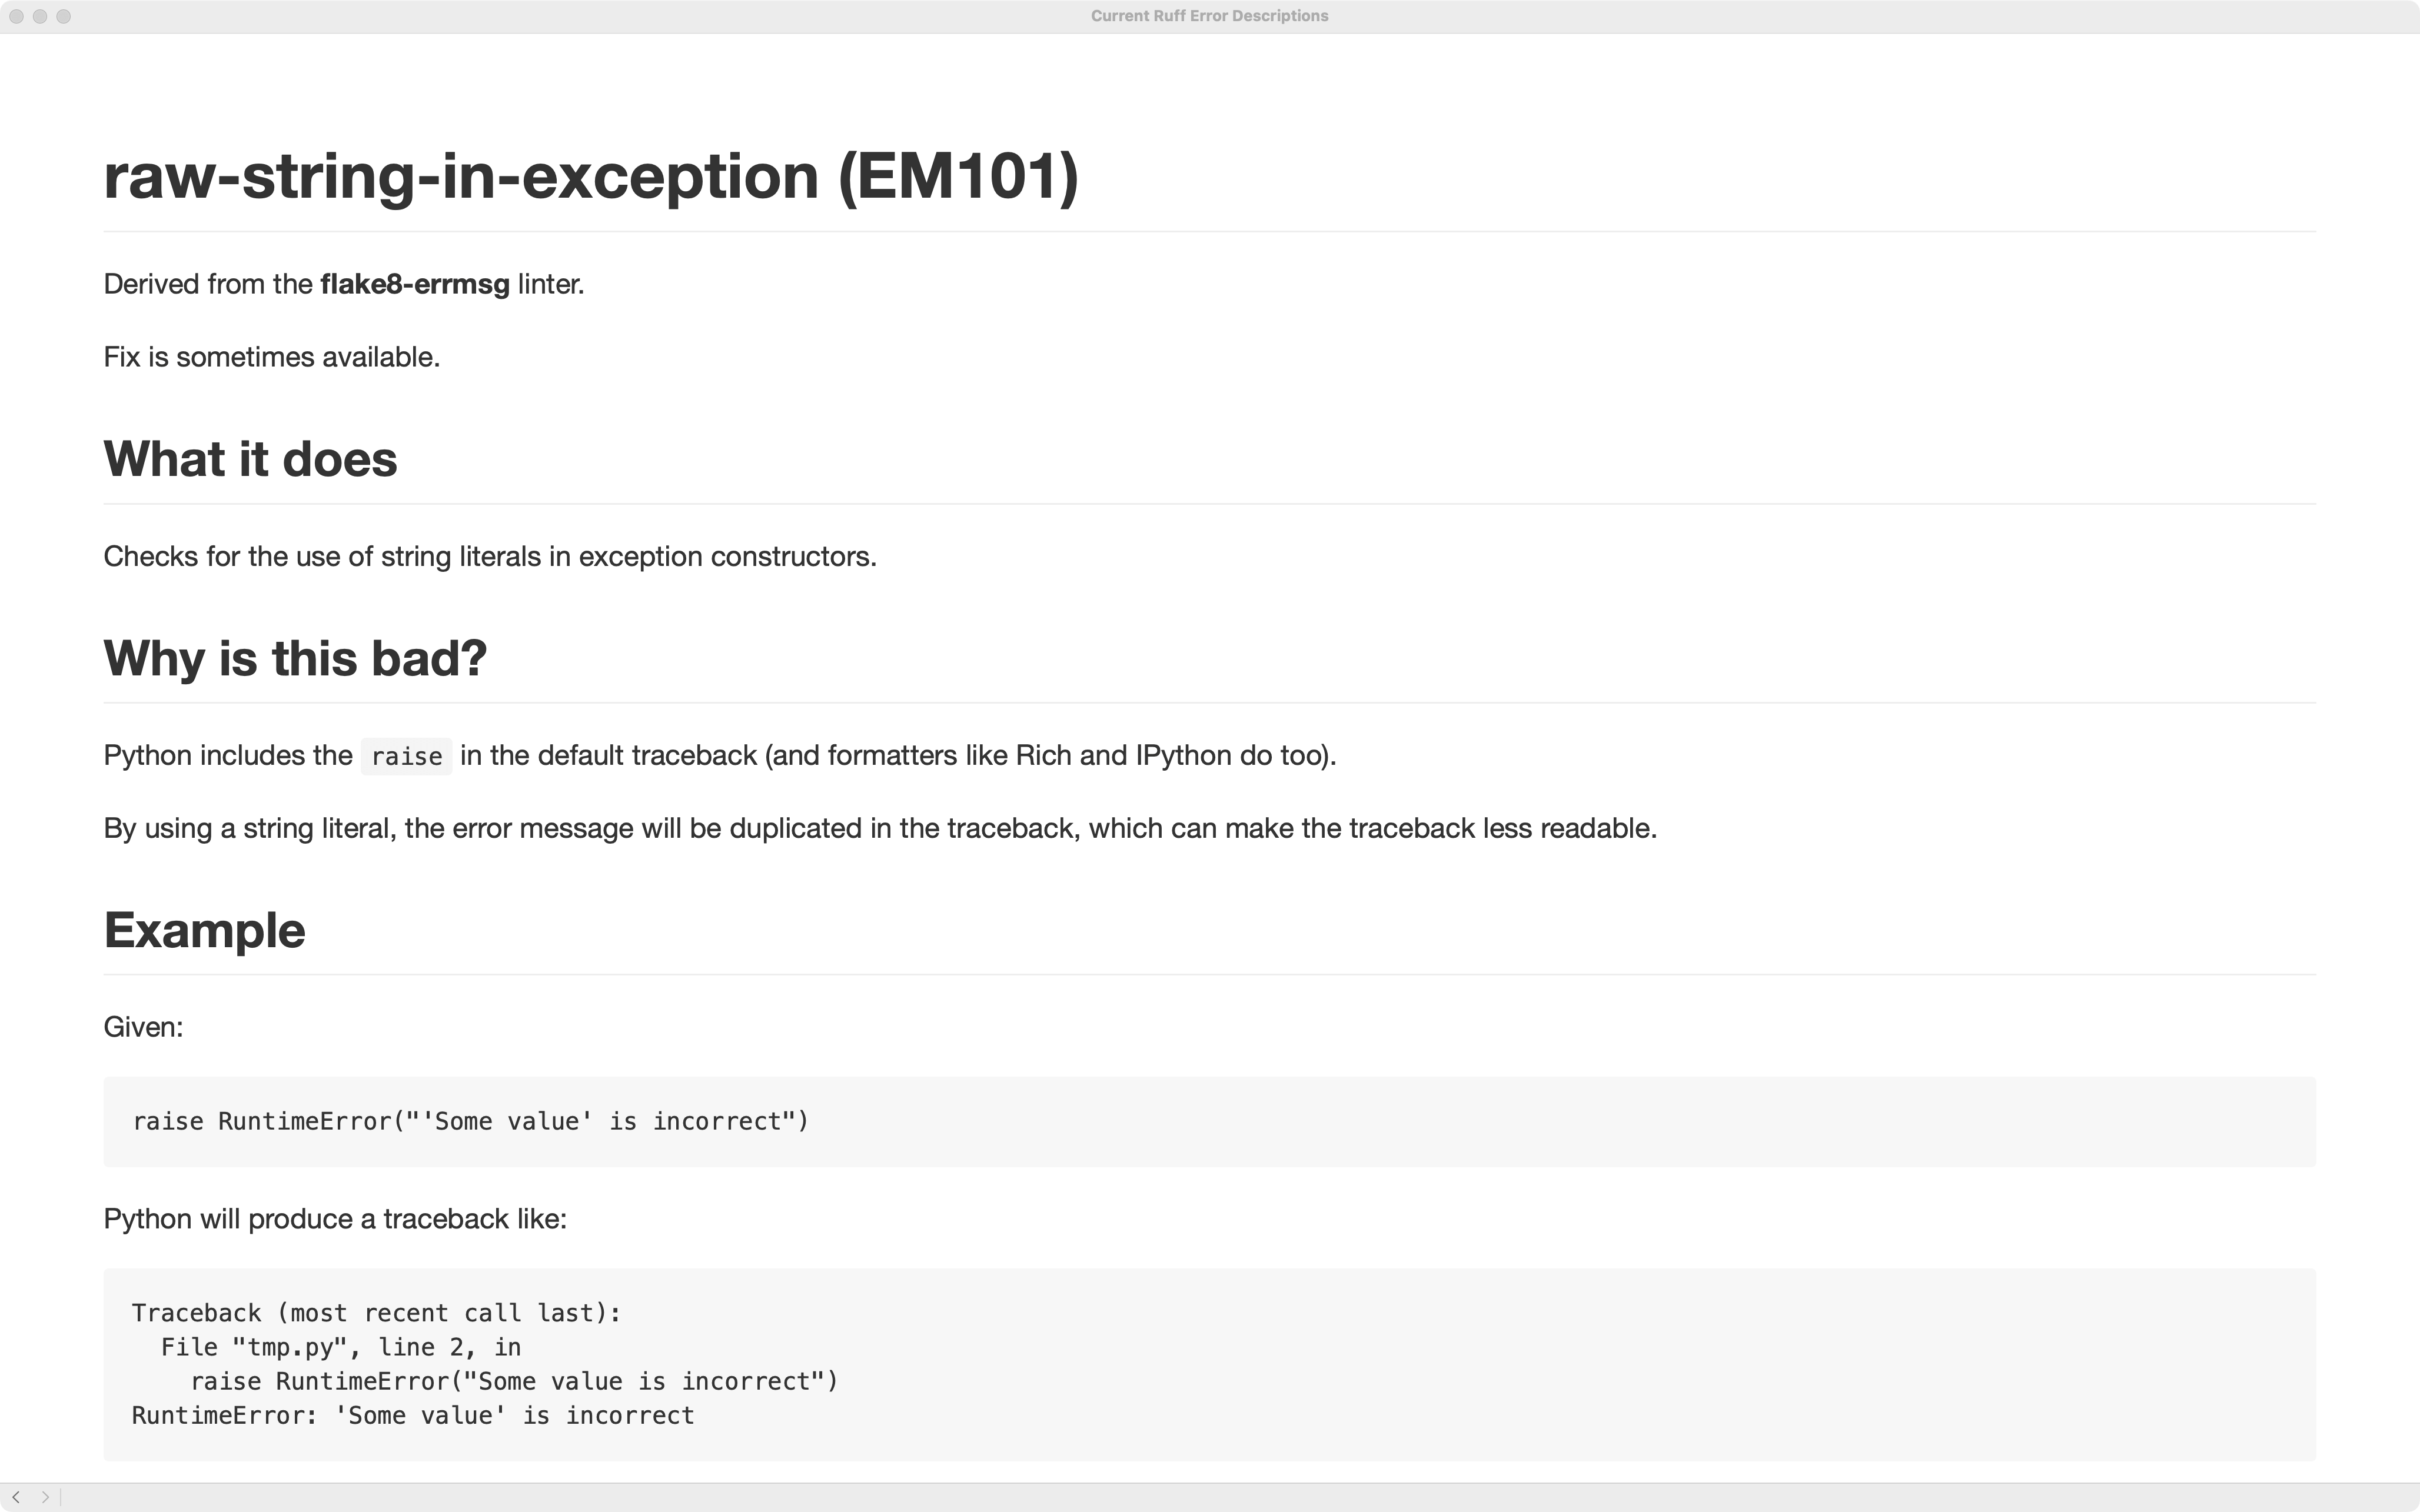 Current Ruff Error Descriptions
raw-string-in-exception (EM101)
Derived from the flake8-errmsg linter.
Fix is sometimes available.
What it does
Checks for the use of string literals in exception constructors.
Why is this bad?
Python includes the raise in the default traceback (and formatters like Rich and IPython do too).
By using a string literal, the error message will be duplicated in the traceback, which can make the traceback less readable.
Example
Given:
raise RuntimeError("'Some value' is incorrect")
Python will produce a traceback like:
Traceback (most recent call last):
  File "tmp.py", line 2, in
    raise RuntimeError("Some value is incorrect")
RuntimeError: 'Some value' is incorrect